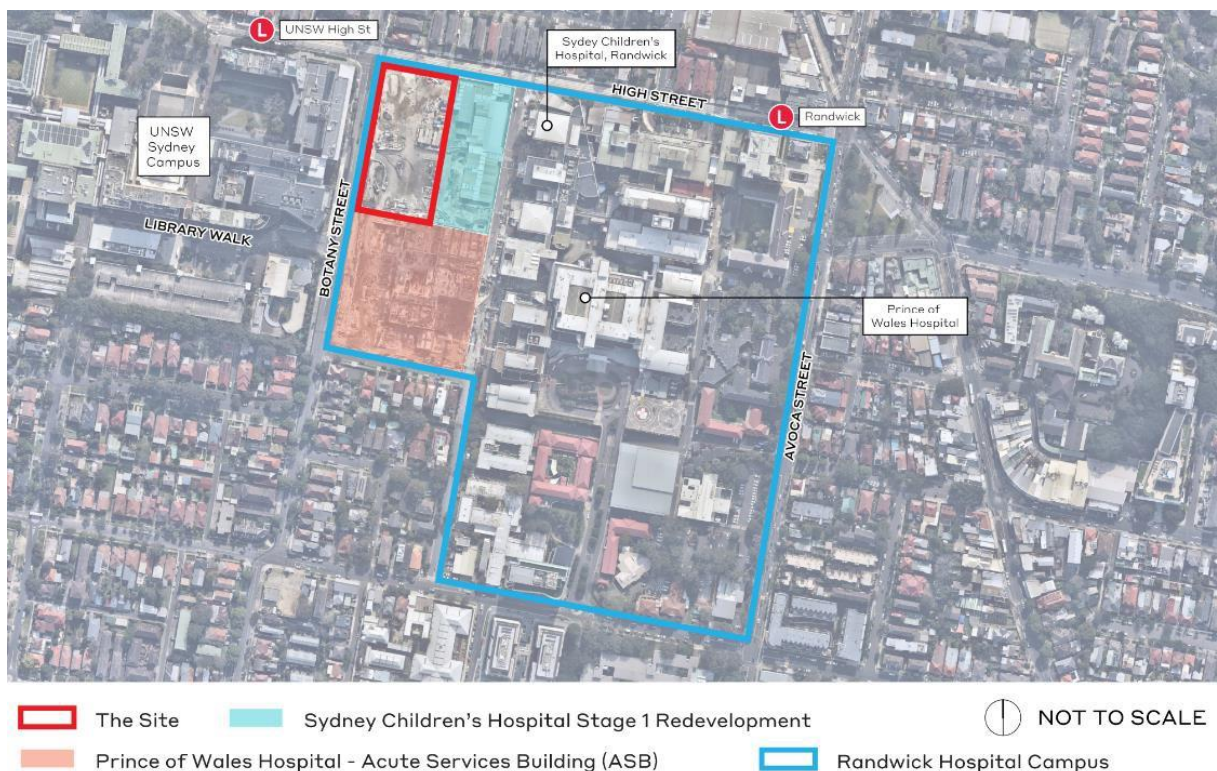 L UNSW High St
Sydey Children's
Hospital, Randwick
HIGH STREET
L Randwick
UNSW
Sydney
Campus
LIBRARY WALK
BOTANY STREET
Prince of
Wales Hospital
AVOCA STREET
The Site
Sydney Children's Hospital Stage 1 Redevelopment
NOT TO SCALE
Prince of Wales Hospital - Acute Services Building (ASB)
Randwick Hospital Campus